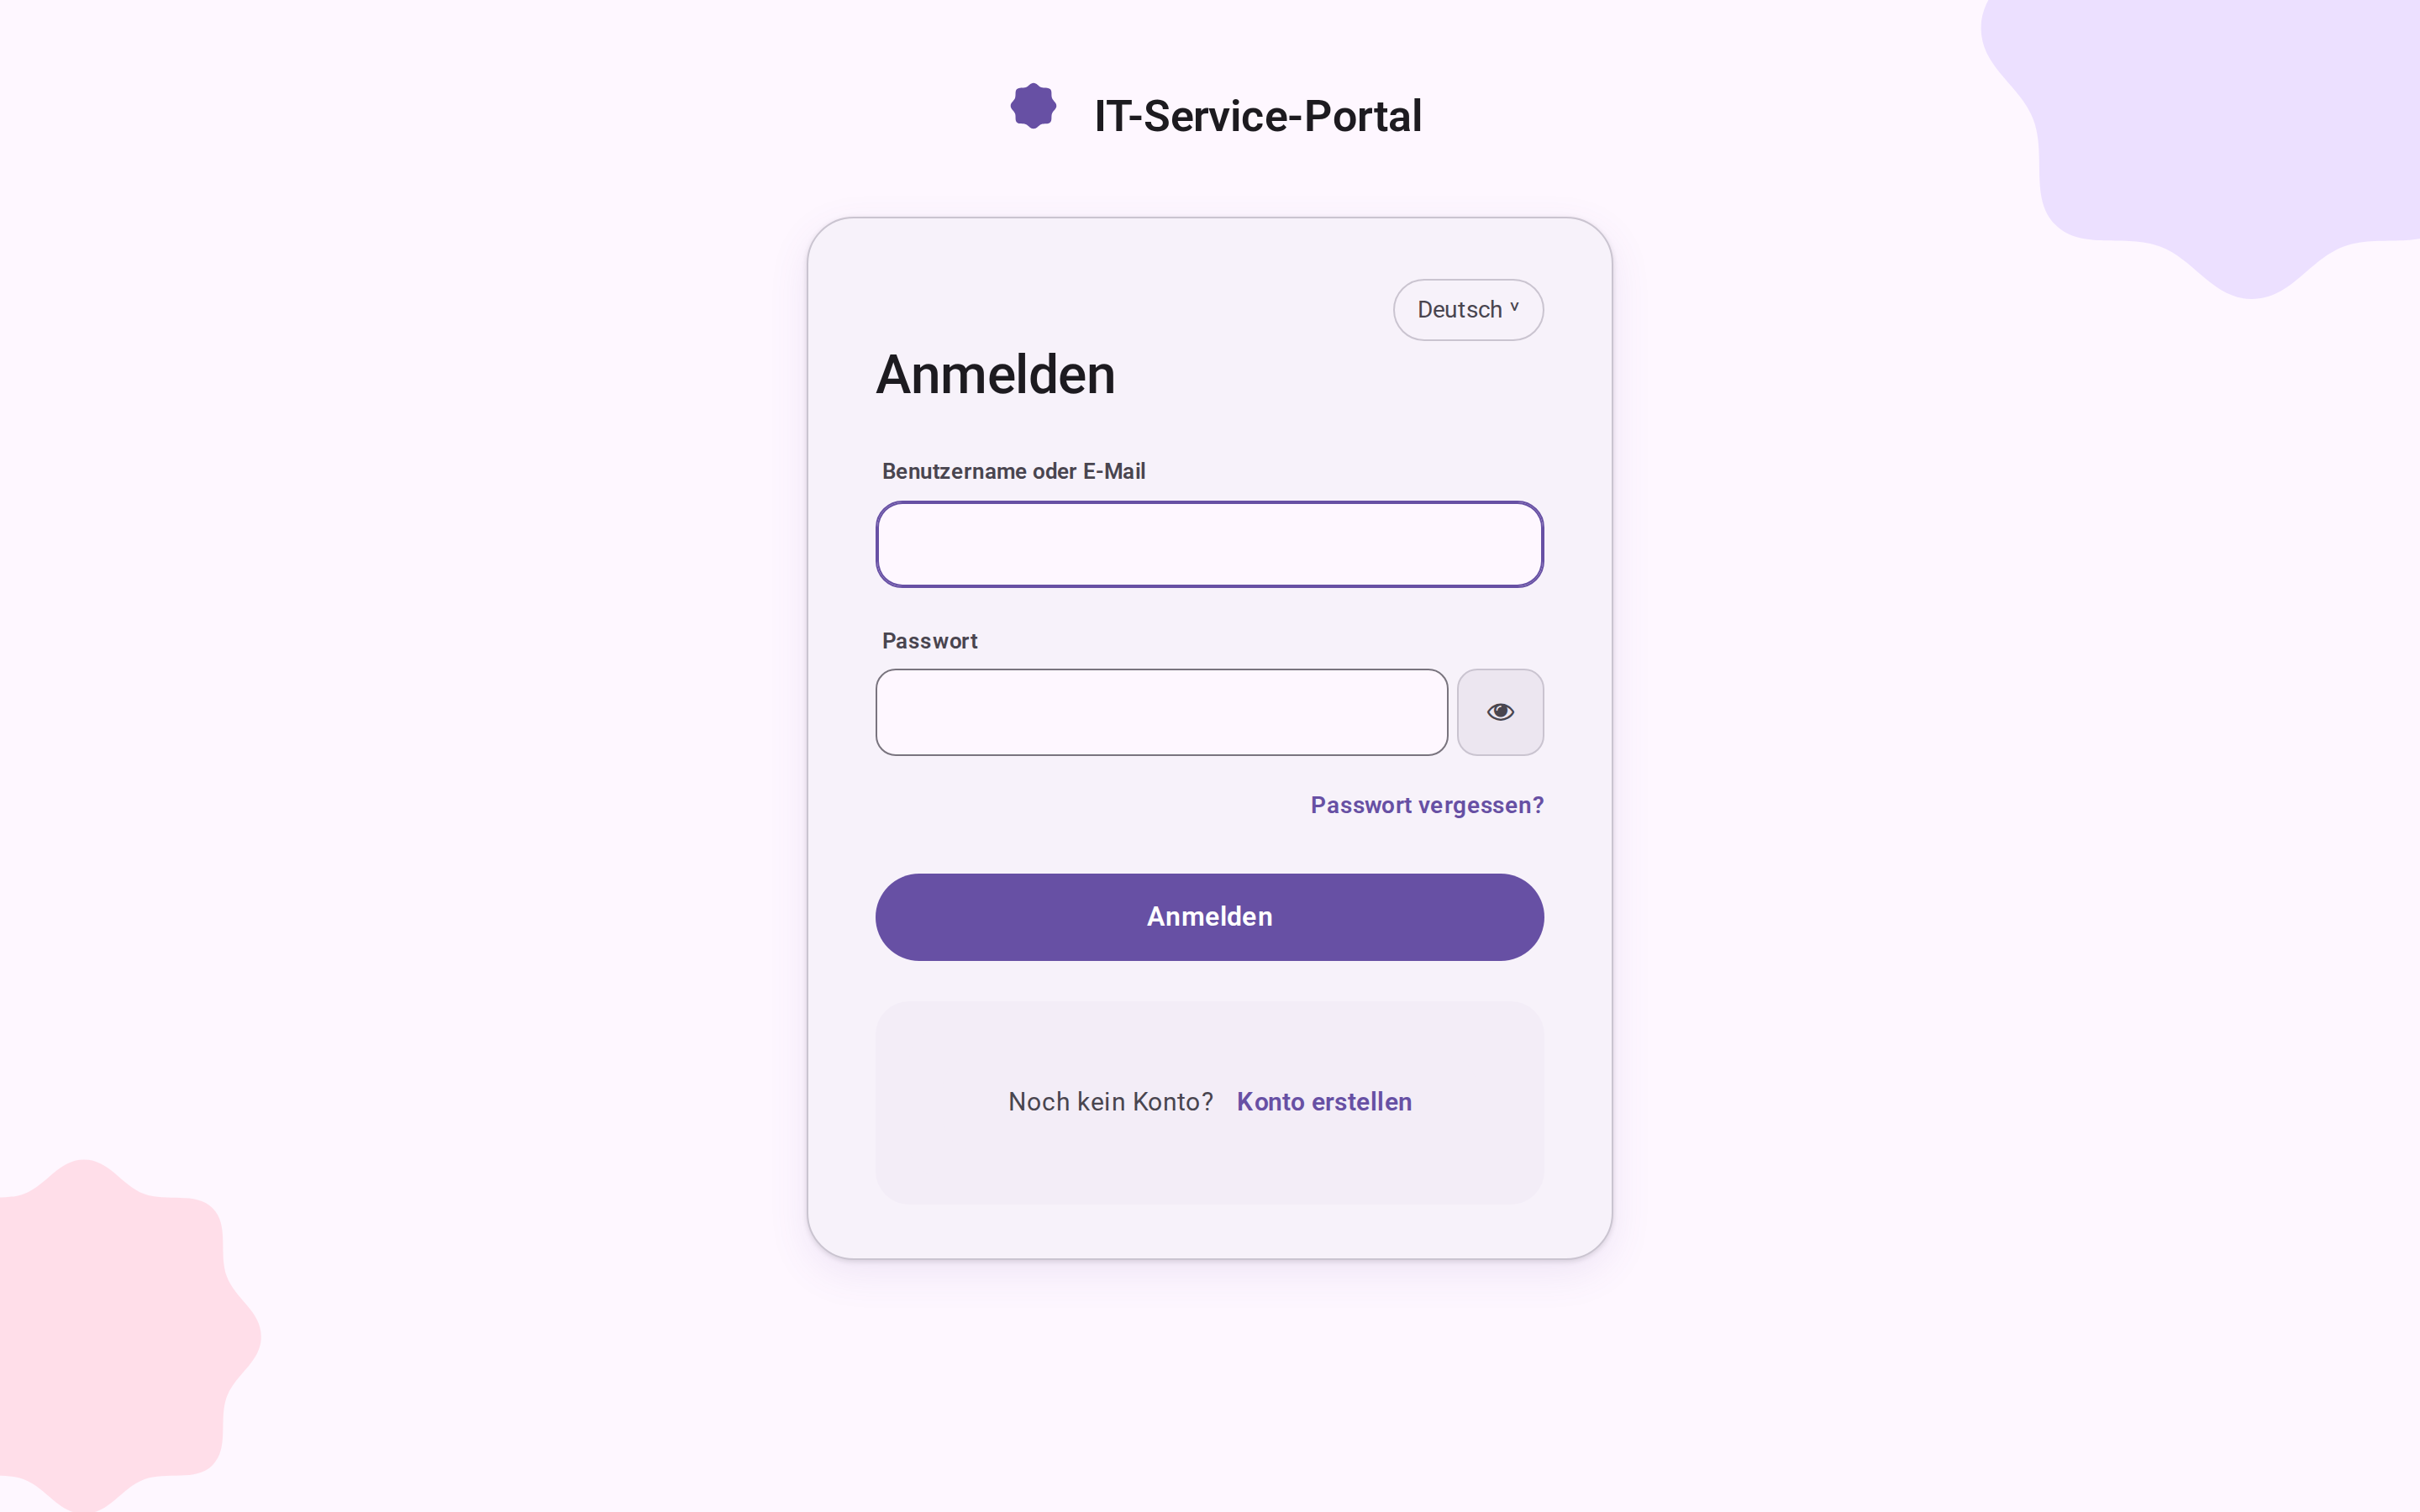 IT-Service-Portal
Deutsch
Anmelden
Benutzername oder E-Mail
Passwort
Passwort vergessen?
Anmelden
Noch kein Konto? Konto erstellen